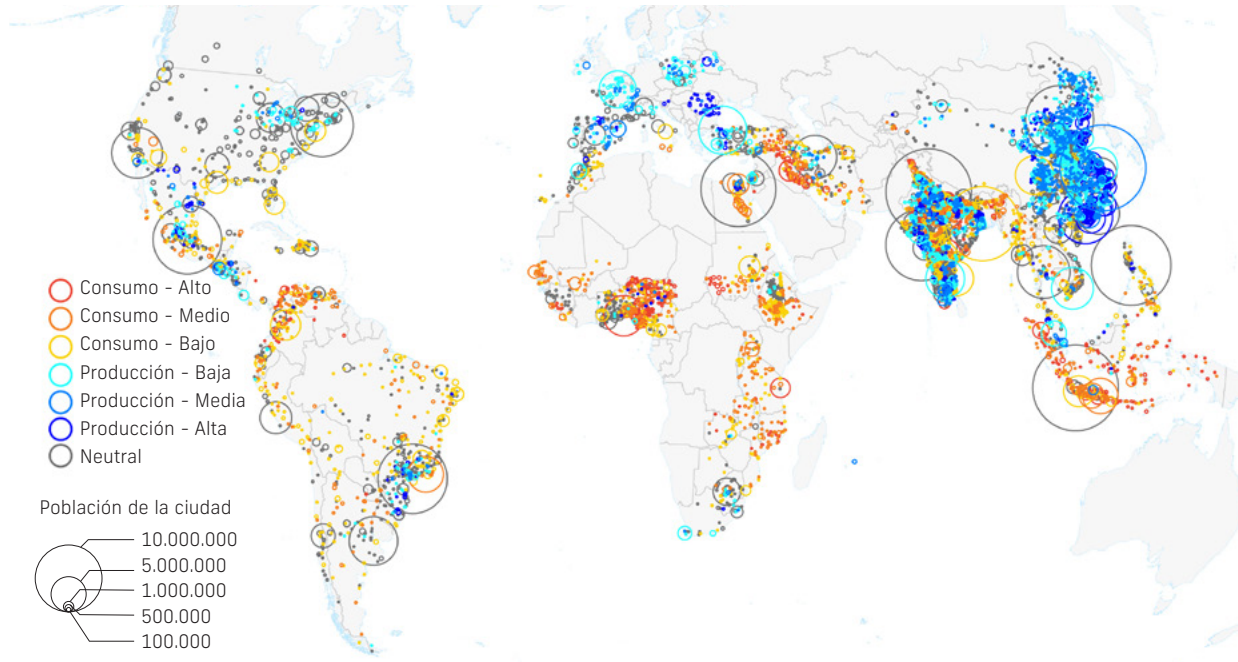 Consumo - Alto
Consumo - Medio
Consumo - Bajo
Producción - Baja
Producción - Media
Producción - Alta
Neutral
Población de la ciudad
10.000.000
5.000.000
1.000.000
500.000
100.000